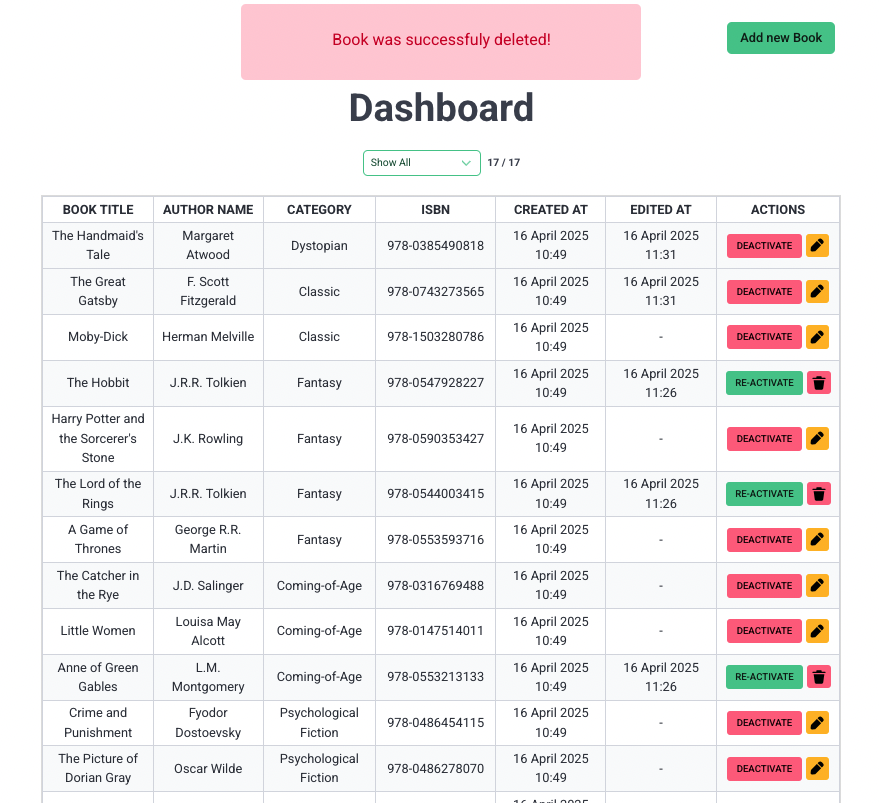 Book was successfuly deleted!
Add new Book
Dashboard
Show All 17 / 17
BOOK TITLE AUTHOR NAME CATEGORY ISBN CREATED AT EDITED AT ACTIONS
The Handmaid's Tale Margaret Atwood Dystopian 978-0385490818 16 April 2025 10:49 16 April 2025 11:31 DEACTIVATE
The Great Gatsby F. Scott Fitzgerald Classic 978-0743273565 16 April 2025 10:49 16 April 2025 11:31 DEACTIVATE
Moby-Dick Herman Melville Classic 978-1503280786 16 April 2025 10:49 - DEACTIVATE
The Hobbit J.R.R. Tolkien Fantasy 978-0547928227 16 April 2025 10:49 16 April 2025 11:26 RE-ACTIVATE
Harry Potter and the Sorcerer's Stone J.K. Rowling Fantasy 978-0590353427 16 April 2025 10:49 - DEACTIVATE
The Lord of the Rings J.R.R. Tolkien Fantasy 978-0544003415 16 April 2025 10:49 16 April 2025 11:26 RE-ACTIVATE
A Game of Thrones George R.R. Martin Fantasy 978-0553593716 16 April 2025 10:49 - DEACTIVATE
The Catcher in the Rye J.D. Salinger Coming-of-Age 978-0316769488 16 April 2025 10:49 - DEACTIVATE
Little Women Louisa May Alcott Coming-of-Age 978-0147514011 16 April 2025 10:49 - DEACTIVATE
Anne of Green Gables L.M. Montgomery Coming-of-Age 978-0553213133 16 April 2025 10:49 16 April 2025 11:26 RE-ACTIVATE
Crime and Punishment Fyodor Dostoevsky Psychological Fiction 978-0486454115 16 April 2025 10:49 - DEACTIVATE
The Picture of Dorian Gray Oscar Wilde Psychological Fiction 978-0486278070 16 April 2025 10:49 - DEACTIVATE
16 April 2025